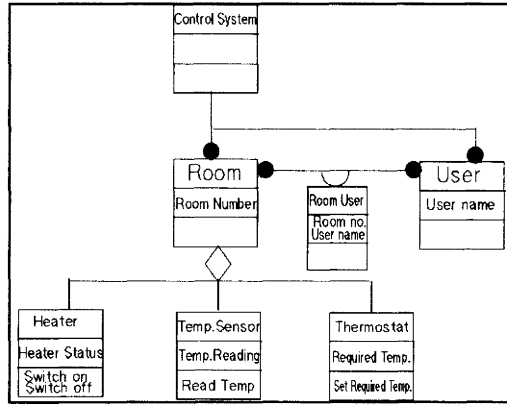 Control System
Room
Room Number
User
User name
Room User
Room no.
User name
Heater
Heater Status
Switch on
Switch off
Temp.Sensor
Temp.Reading
Read Temp
Thermostat
Required Temp.
Set Required Temp.